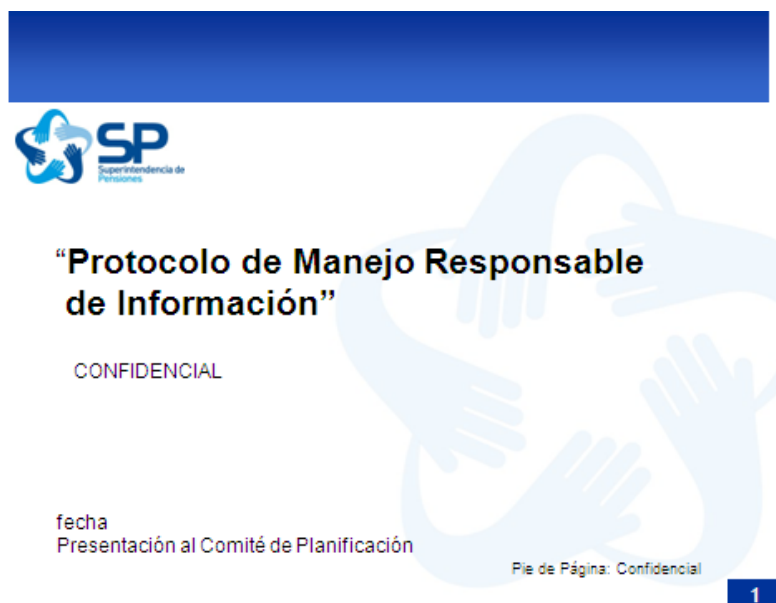 SP
Superintendencia de
Pensiones
“Protocolo de Manejo Responsable
de Información”
CONFIDENCIAL
fecha
Presentación al Comité de Planificación
Pie de Página: Confidencial
1